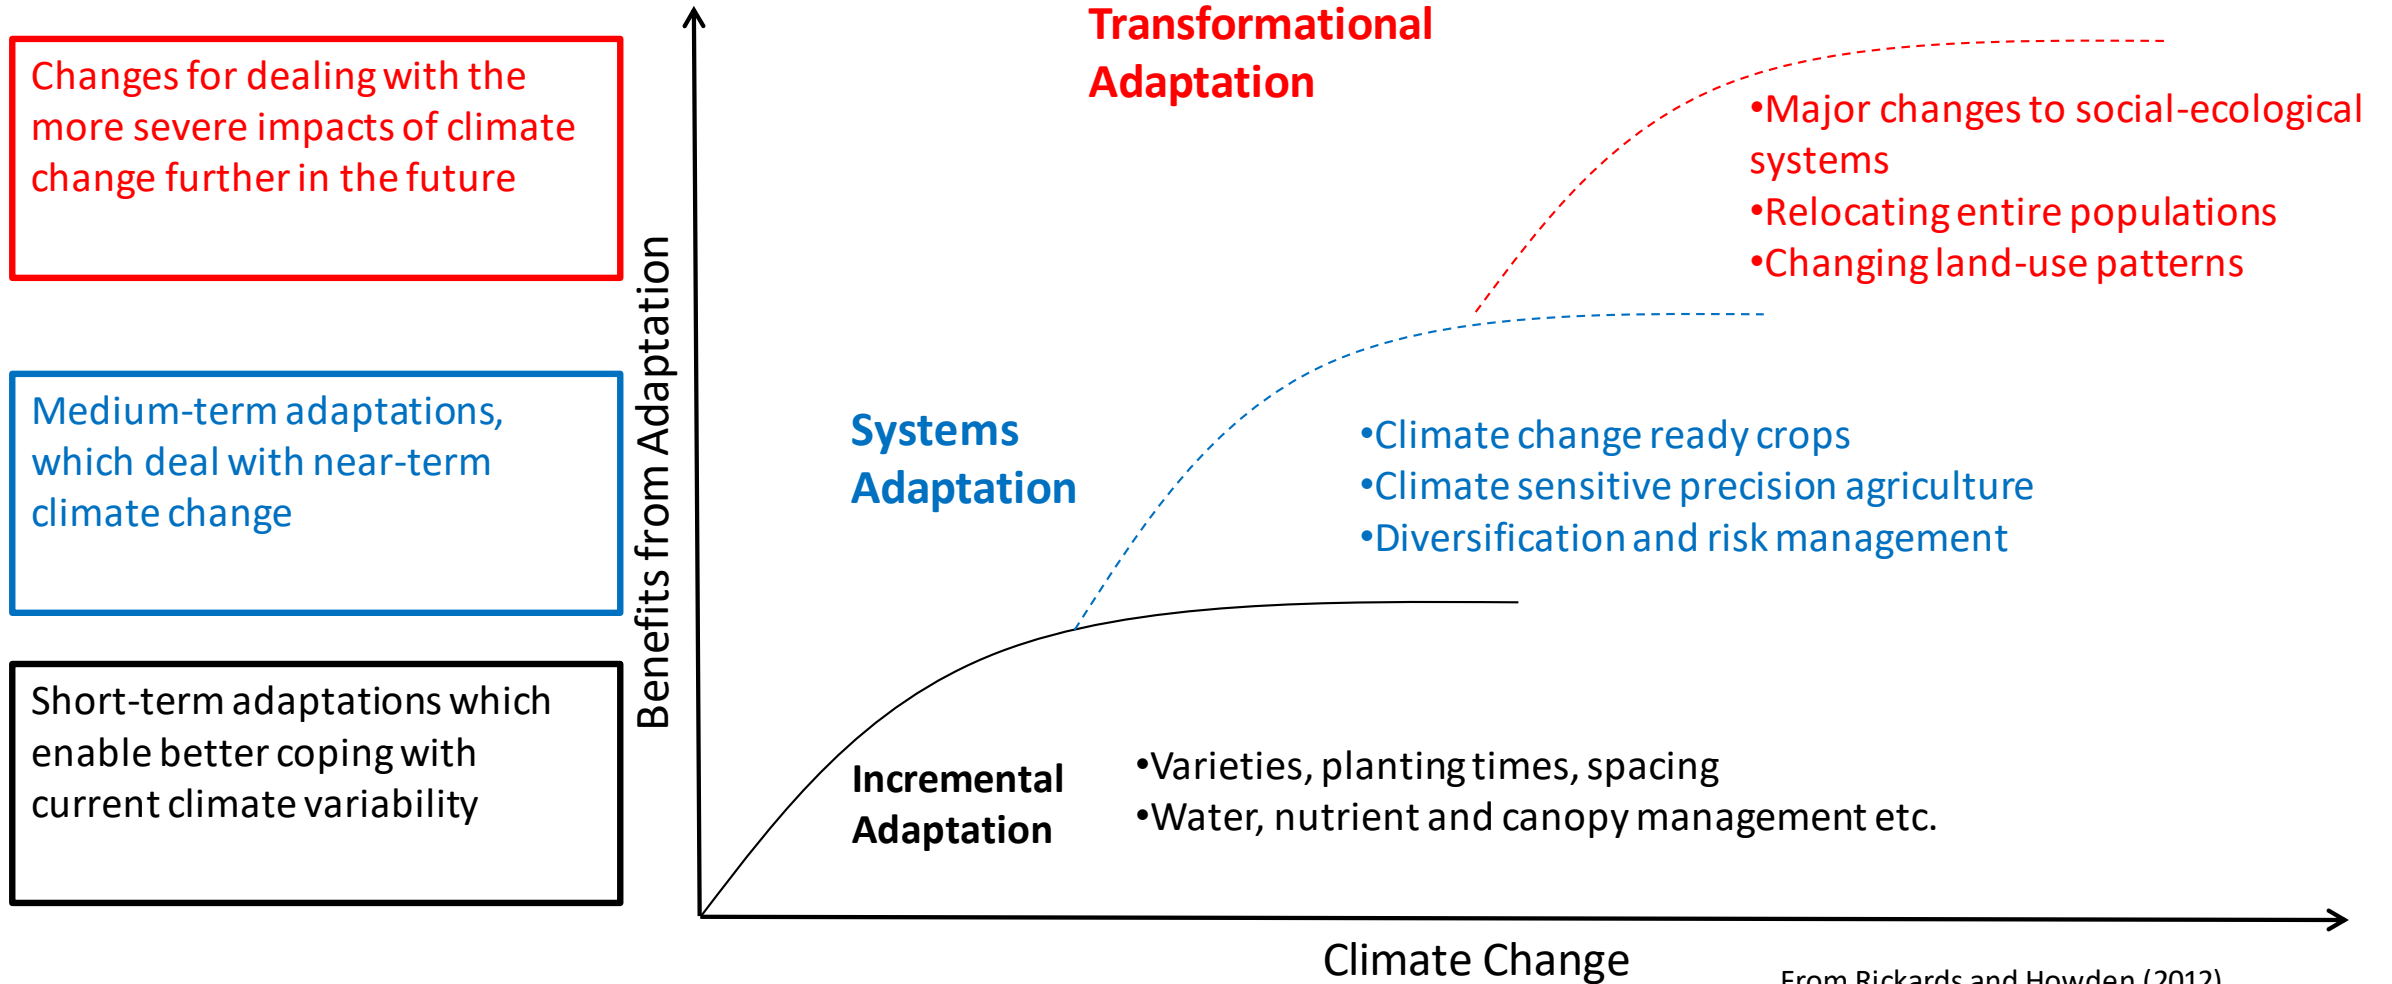 Changes for dealing with the
more severe impacts of climate
change further in the future
Medium-term adaptations,
which deal with near-term
climate change
Short-term adaptations which
enable better coping with
current climate variability
Benefits from Adaptation
Transformational
Adaptation
•Major changes to social-ecological
systems
•Relocating entire populations
•Changing land-use patterns
Systems
Adaptation
•Climate change ready crops
•Climate sensitive precision agriculture
•Diversification and risk management
Incremental
Adaptation
•Varieties, planting times, spacing
•Water, nutrient and canopy management etc.
Climate Change
From Rickards and Howden (2012)